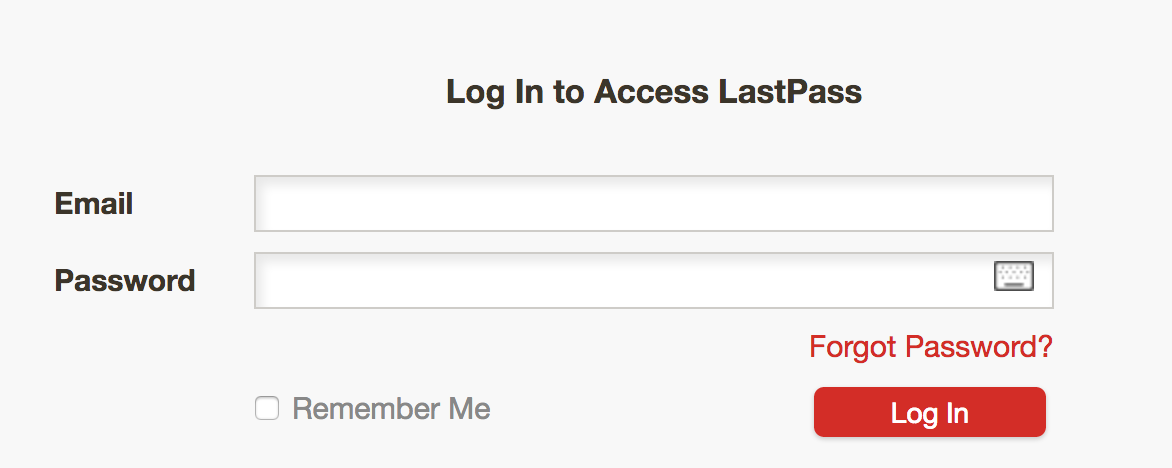 Log In to Access LastPass
Email
Password
Forgot Password?
Remember Me
Log In